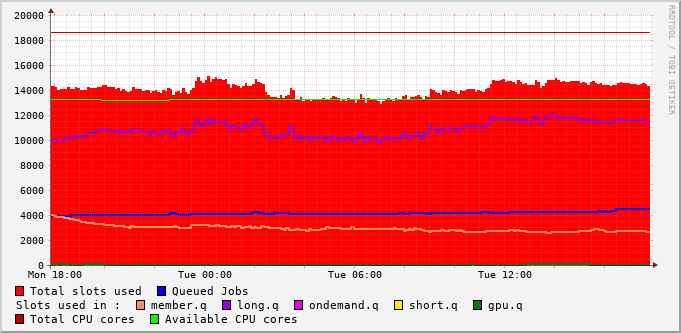 RRDTOOL / TOBI OETIKER
20000
18000
16000
14000
12000
10000
8000
6000
4000
2000
0
Mon 18:00 Tue 00:00 Tue 06:00 Tue 12:00
Total slots used Queued Jobs
Slots used in : member.q long.q ondemand.q short.q gpu.q
Total CPU cores Available CPU cores